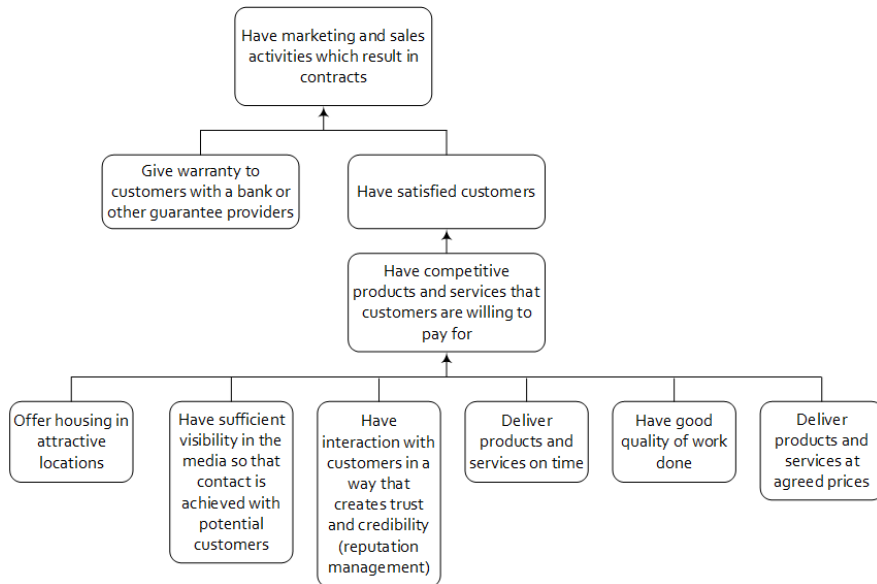 Have marketing and sales
activities which result in
contracts
Give warranty to
customers with a bank or
other guarantee providers
Have satisfied customers
Have competitive
products and services that
customers are willing to
pay for
Offer housing in
attractive
locations
Have sufficient
visibility in the
media so that
contact is
achieved with
potential
customers
Have
interaction with
customers in a
way that
creates trust
and credibility
(reputation
management)
Deliver
products and
services on time
Have good
quality of work
done
Deliver
products and
services at
agreed prices